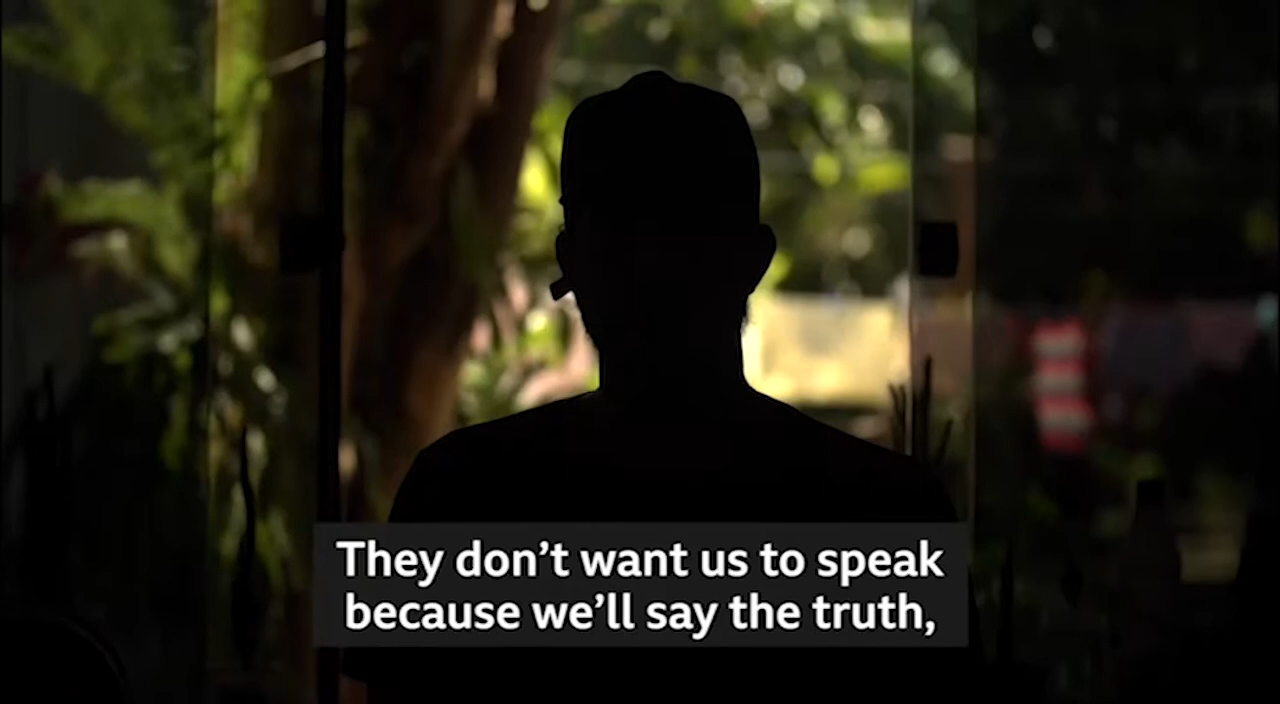 They don’t want us to speak
because we’ll say the truth,